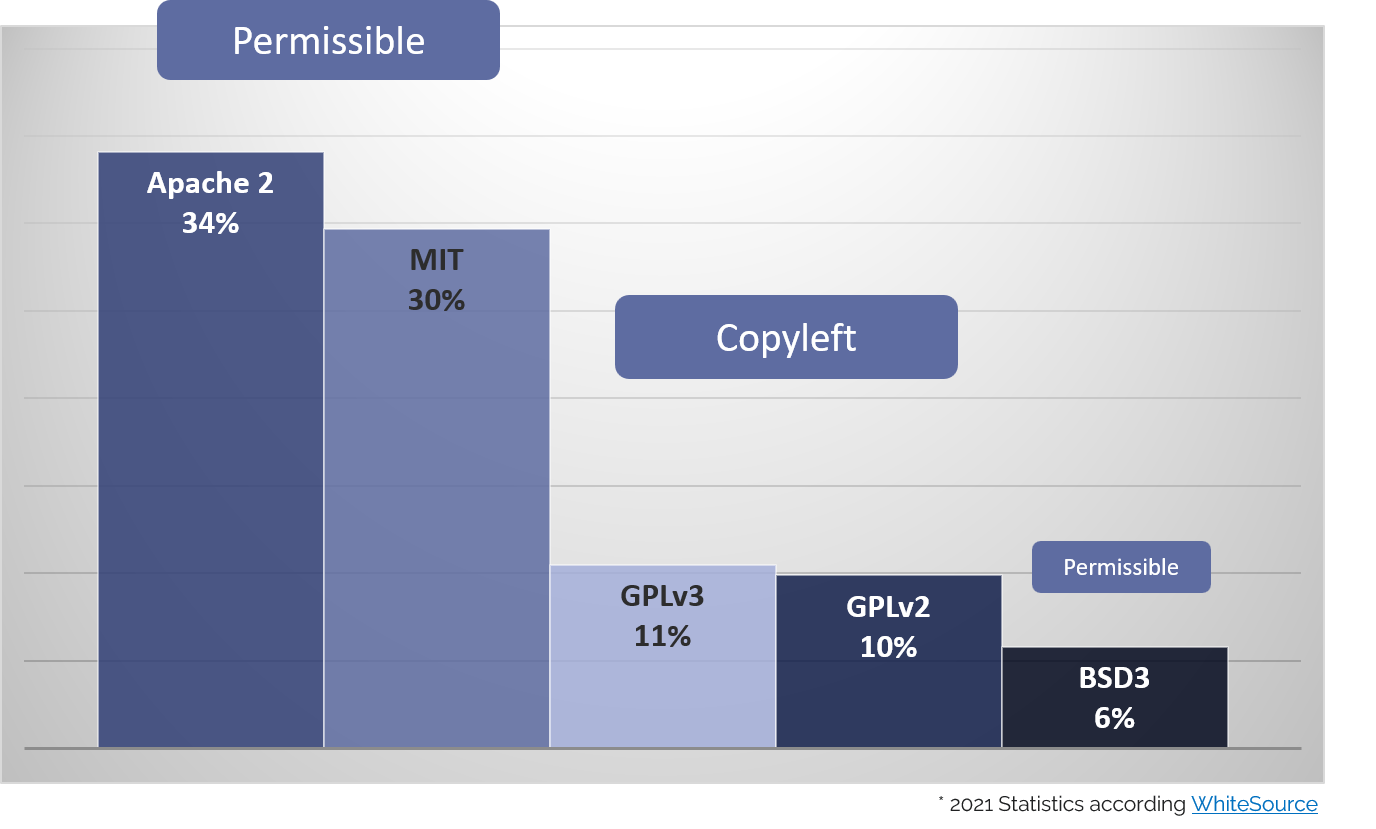 Permissible
Apache 2
34%
MIT
30%
Copyleft
GPLv3
11%
GPLv2
10%
Permissible
BSD3
6%
* 2021 Statistics according WhiteSource